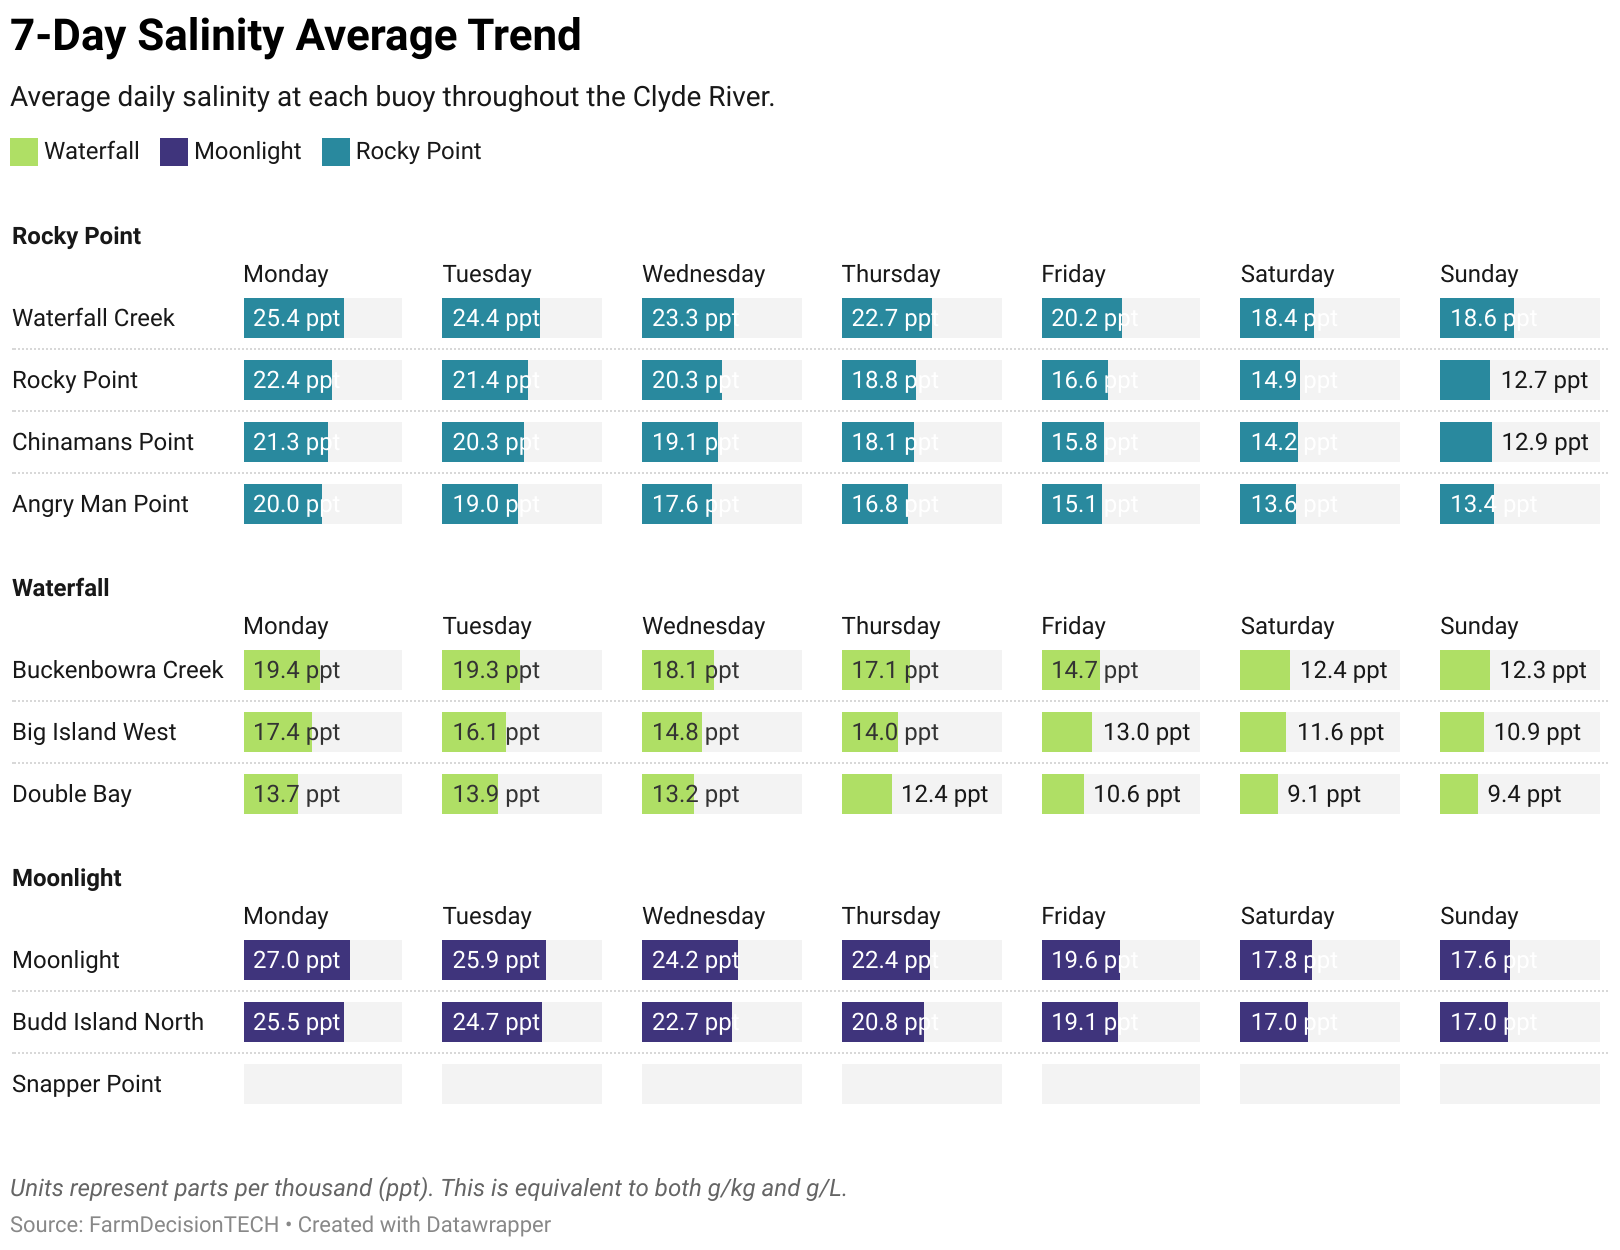 7-Day Salinity Average Trend
Average daily salinity at each buoy throughout the Clyde River.
Waterfall Moonlight Rocky Point
Rocky Point
Monday Tuesday Wednesday Thursday Friday Saturday Sunday
Waterfall Creek 25.4 ppt 24.4 ppt 23.3 ppt 22.7 ppt 20.2 ppt 18.4 ppt 18.6 ppt
Rocky Point 22.4 ppt 21.4 ppt 20.3 ppt 18.8 ppt 16.6 ppt 14.9 ppt 12.7 ppt
Chinamans Point 21.3 ppt 20.3 ppt 19.1 ppt 18.1 ppt 15.8 ppt 14.2 ppt 12.9 ppt
Angry Man Point 20.0 ppt 19.0 ppt 17.6 ppt 16.8 ppt 15.1 ppt 13.6 ppt 13.4 ppt
Waterfall
Monday Tuesday Wednesday Thursday Friday Saturday Sunday
Buckenbowra Creek 19.4 ppt 19.3 ppt 18.1 ppt 17.1 ppt 14.7 ppt 12.4 ppt 12.3 ppt
Big Island West 17.4 ppt 16.1 ppt 14.8 ppt 14.0 ppt 13.0 ppt 11.6 ppt 10.9 ppt
Double Bay 13.7 ppt 13.9 ppt 13.2 ppt 12.4 ppt 10.6 ppt 9.1 ppt 9.4 ppt
Moonlight
Monday Tuesday Wednesday Thursday Friday Saturday Sunday
Moonlight 27.0 ppt 25.9 ppt 24.2 ppt 22.4 ppt 19.6 ppt 17.8 ppt 17.6 ppt
Budd Island North 25.5 ppt 24.7 ppt 22.7 ppt 20.8 ppt 19.1 ppt 17.0 ppt 17.0 ppt
Snapper Point
Units represent parts per thousand (ppt). This is equivalent to both g/kg and g/L.
Source: FarmDecisionTECH • Created with Datawrapper